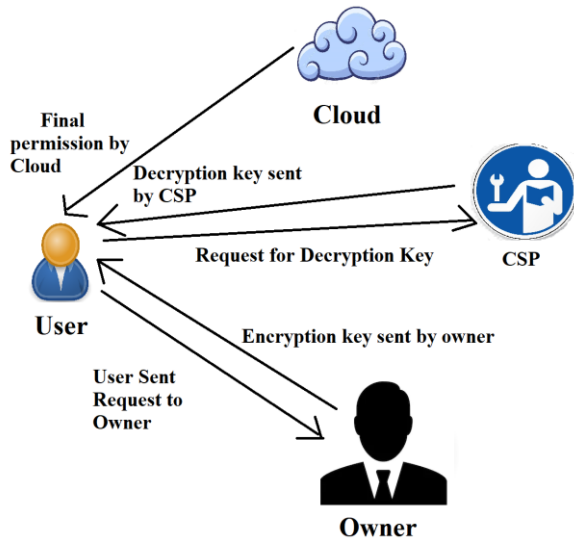 Cloud
Final
permission by
Cloud
Decryption key sent
by CSP
Request for Decryption Key
CSP
User
Encryption key sent by owner
User Sent
Request to
Owner
Owner